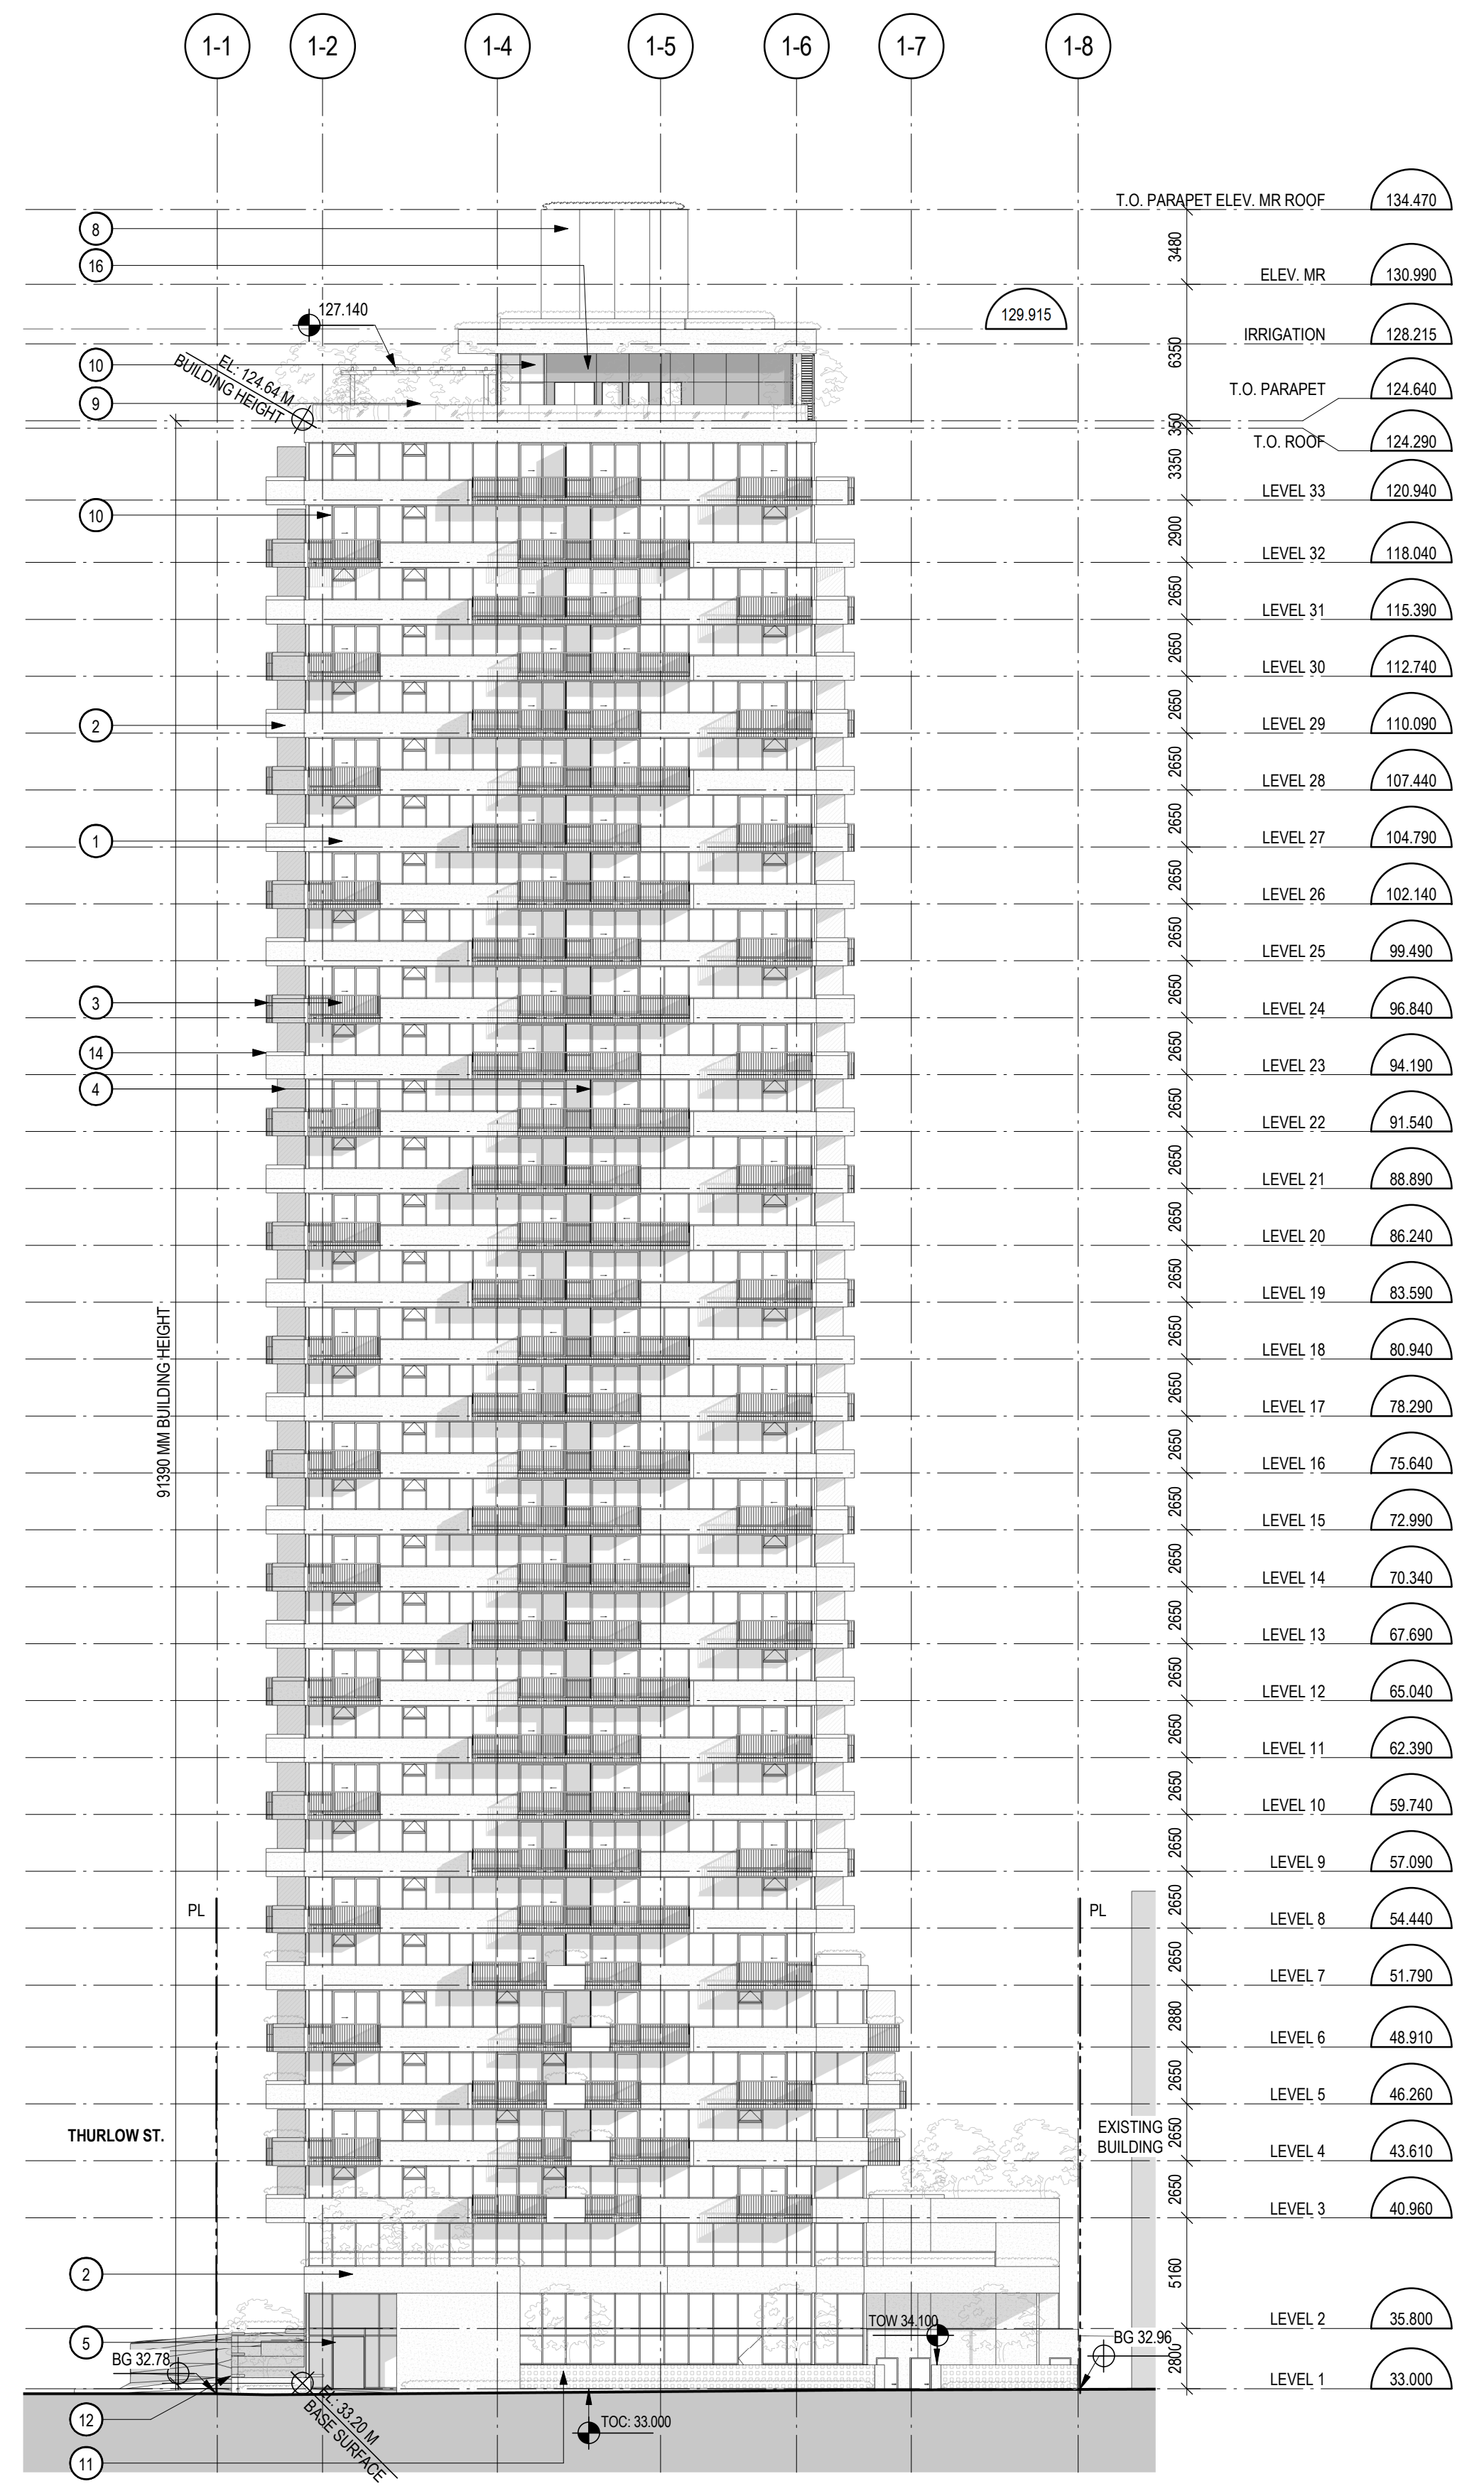 1-1
1-2
1-4
1-5
1-6
1-7
1-8
T.O. PARAPET ELEV. MR ROOF
134.470
8
3480
16
ELEV. MR
130.990
127.140
129.915
IRRIGATION
128.215
6350
10
EL: 124.64 M
BUILDING HEIGHT
9
T.O. PARAPET
124.640
350
T.O. ROOF
124.290
3350
LEVEL 33
120.940
10
2900
LEVEL 32
118.040
2650
LEVEL 31
115.390
2650
LEVEL 30
112.740
2650
2
LEVEL 29
110.090
2650
LEVEL 28
107.440
2650
1
LEVEL 27
104.790
2650
LEVEL 26
102.140
2650
LEVEL 25
99.490
2650
3
LEVEL 24
96.840
2650
14
LEVEL 23
94.190
4
2650
LEVEL 22
91.540
2650
LEVEL 21
88.890
2650
LEVEL 20
86.240
2650
LEVEL 19
83.590
2650
91390 MM BUILDING HEIGHT
LEVEL 18
80.940
2650
LEVEL 17
78.290
2650
LEVEL 16
75.640
2650
LEVEL 15
72.990
2650
LEVEL 14
70.340
2650
LEVEL 13
67.690
2650
LEVEL 12
65.040
2650
LEVEL 11
62.390
2650
LEVEL 10
59.740
2650
LEVEL 9
57.090
2650
PL
PL
LEVEL 8
54.440
2650
LEVEL 7
51.790
2880
LEVEL 6
48.910
2650
LEVEL 5
46.260
THURLOW ST.
EXISTING
BUILDING
2650
LEVEL 4
43.610
2650
LEVEL 3
40.960
5160
2
TOW 34.100
LEVEL 2
35.800
5
BG 32.78
BG 32.96
2800
LEVEL 1
33.000
12
EL: 33.20 M
BASE SURFACE
TOC: 33.000
11